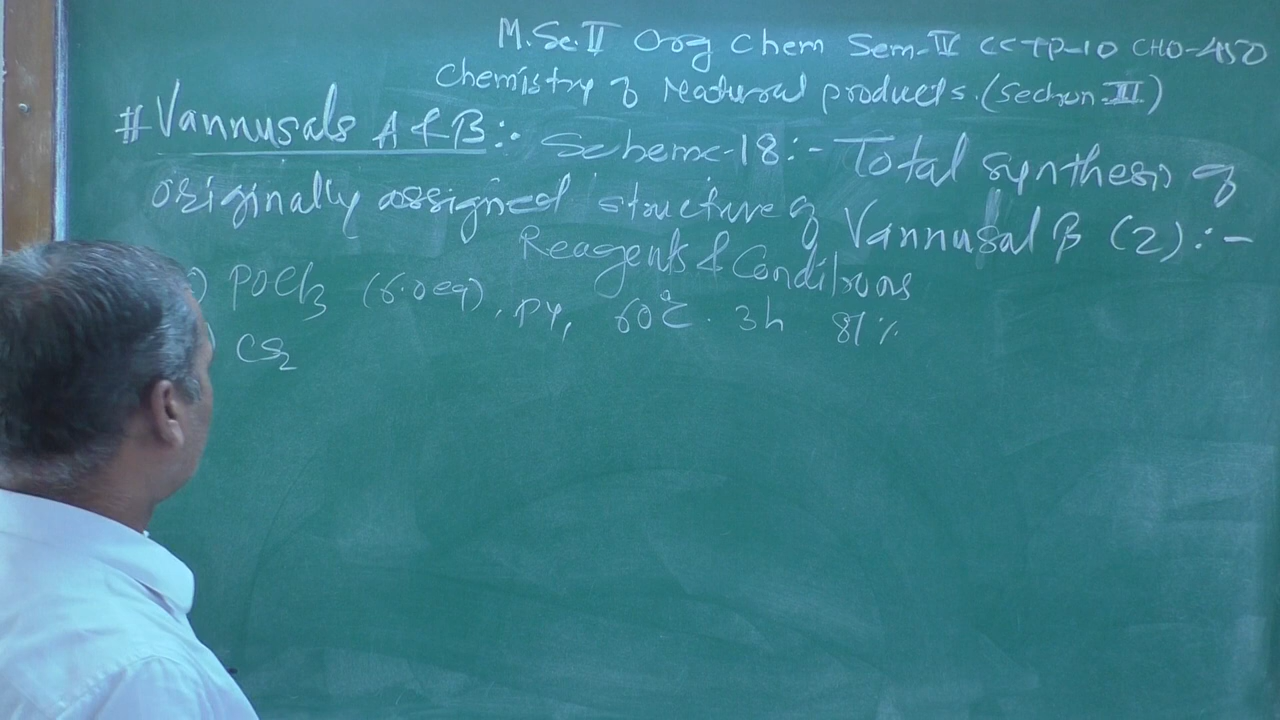 M.Sc.II Org Chem Sem-IV CCTP-10 CHO-450
Chemistry of Natural products. (Section-II)
# Vannusals A & B:- Scheme-18:- Total synthesis of
originally assigned structure of Vannusal B (2):-
Reagents & Conditions
) POCl3 (6.0 eq), PY, 60°C. 3h 81%
CS2